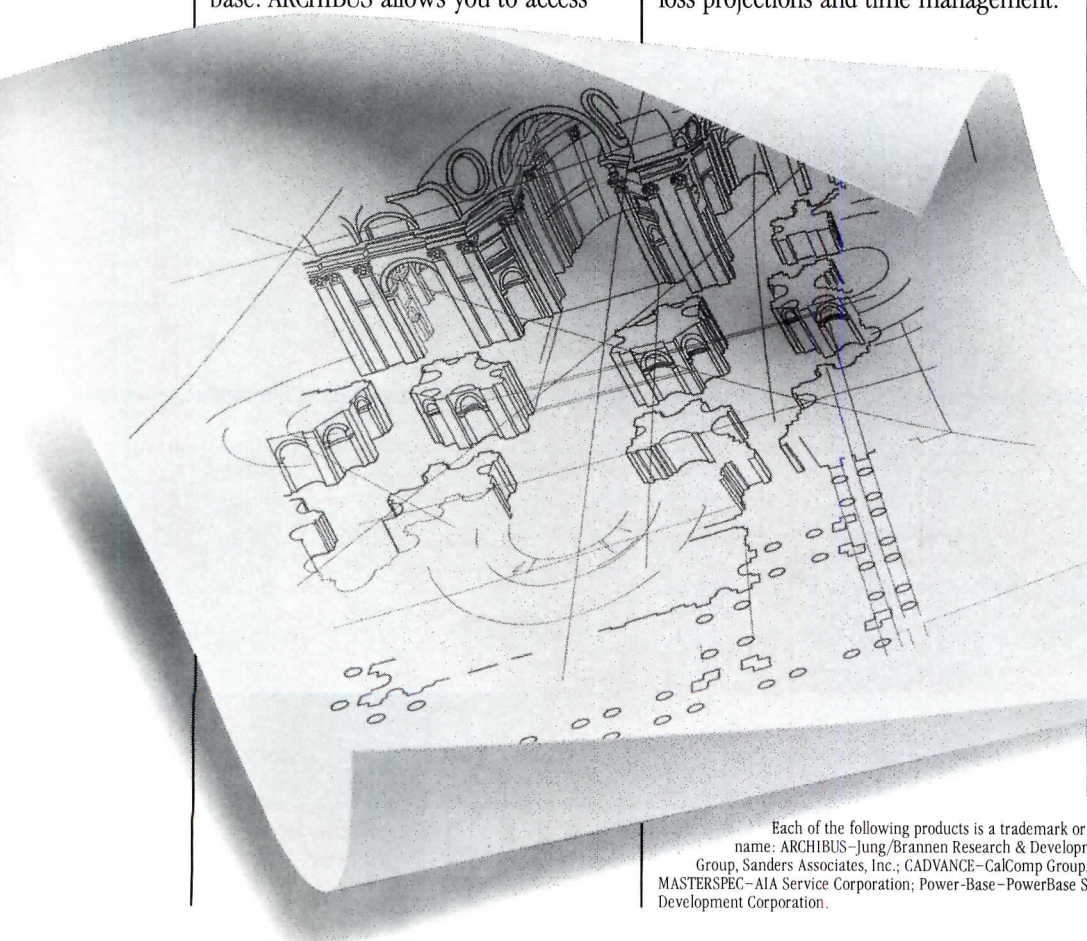 base. ARCHIBUS allows you to access
loss projections and time management.
Each of the following products is a trademark or
name: ARCHIBUS–Jung/Brannen Research &
Group, Sanders Associates, Inc.; CADVANCE–CalComp Group,
MASTERSPEC–AIA Service Corporation; Power-Base–PowerBase
Development Corporation.